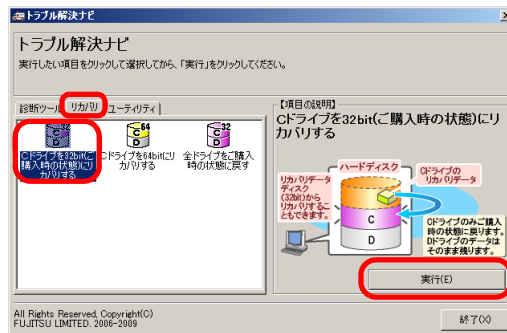 トラブル解決ナビ
トラブル解決ナビ
実行したい項目をクリックして選択してから、「実行」をクリックしてください。
診断ツール
リカバリ
ユーティリティ
32
C
D
Cドライブを32bit(ご
購入時の状態)にリ
カバリする
64
C
D
Cドライブを64bitにリ
カバリする
32
C
D
全ドライブをご購入
時の状態に戻す
【項目の説明】
Cドライブを32bit(ご購入時の状態)にリ
カバリする
ハードディスク
Cドライブの
リカバリデータ
リカバリデータ
ディスク
(32bit)から
リカバリするこ
ともできます。
C
D
Cドライブのみご購入
時の状態に戻ります。
Dドライブのデータは
そのまま残ります。
実行(E)
All Rights Reserved, Copyright(C)
FUJITSU LIMITED. 2006-2009
終了(X)